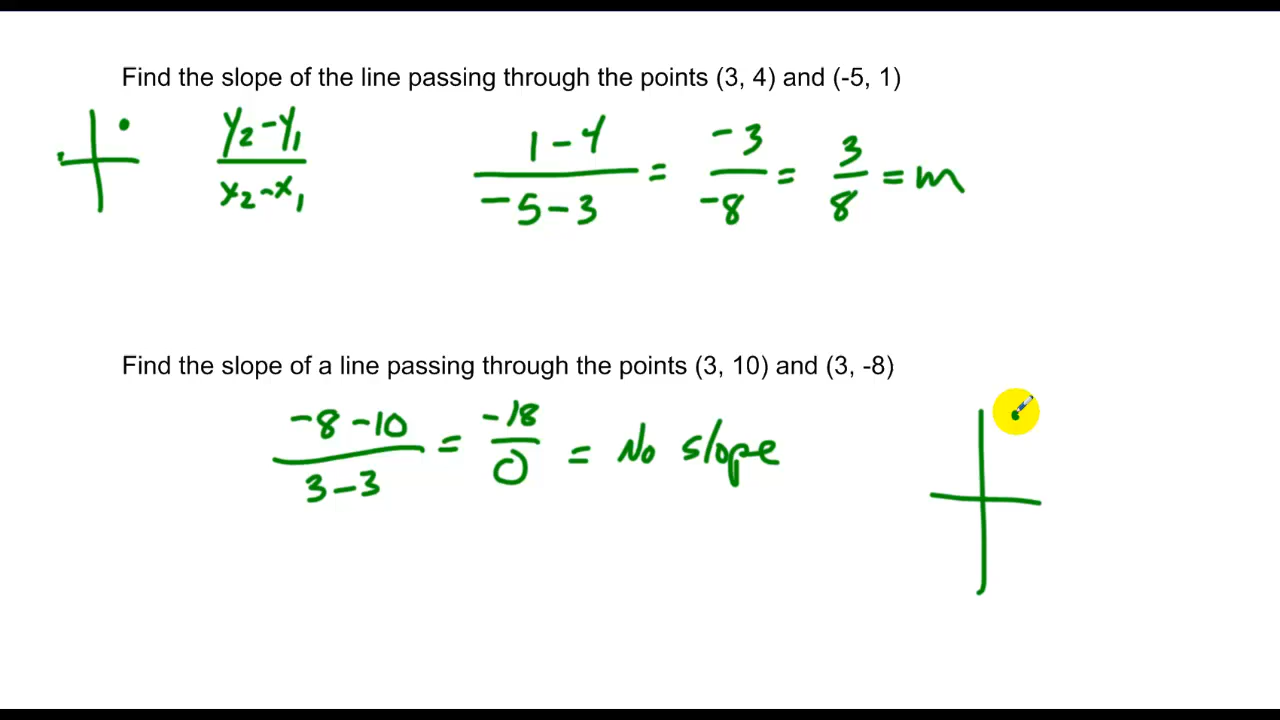 Find the slope of the line passing through the points (3, 4) and (-5, 1)
y₂-y₁ / x₂-x₁
1-4 / -5-3 = -3 / -8 = 3 / 8 = m
Find the slope of a line passing through the points (3, 10) and (3, -8)
-8-10 / 3-3 = -18 / 0 = No slope